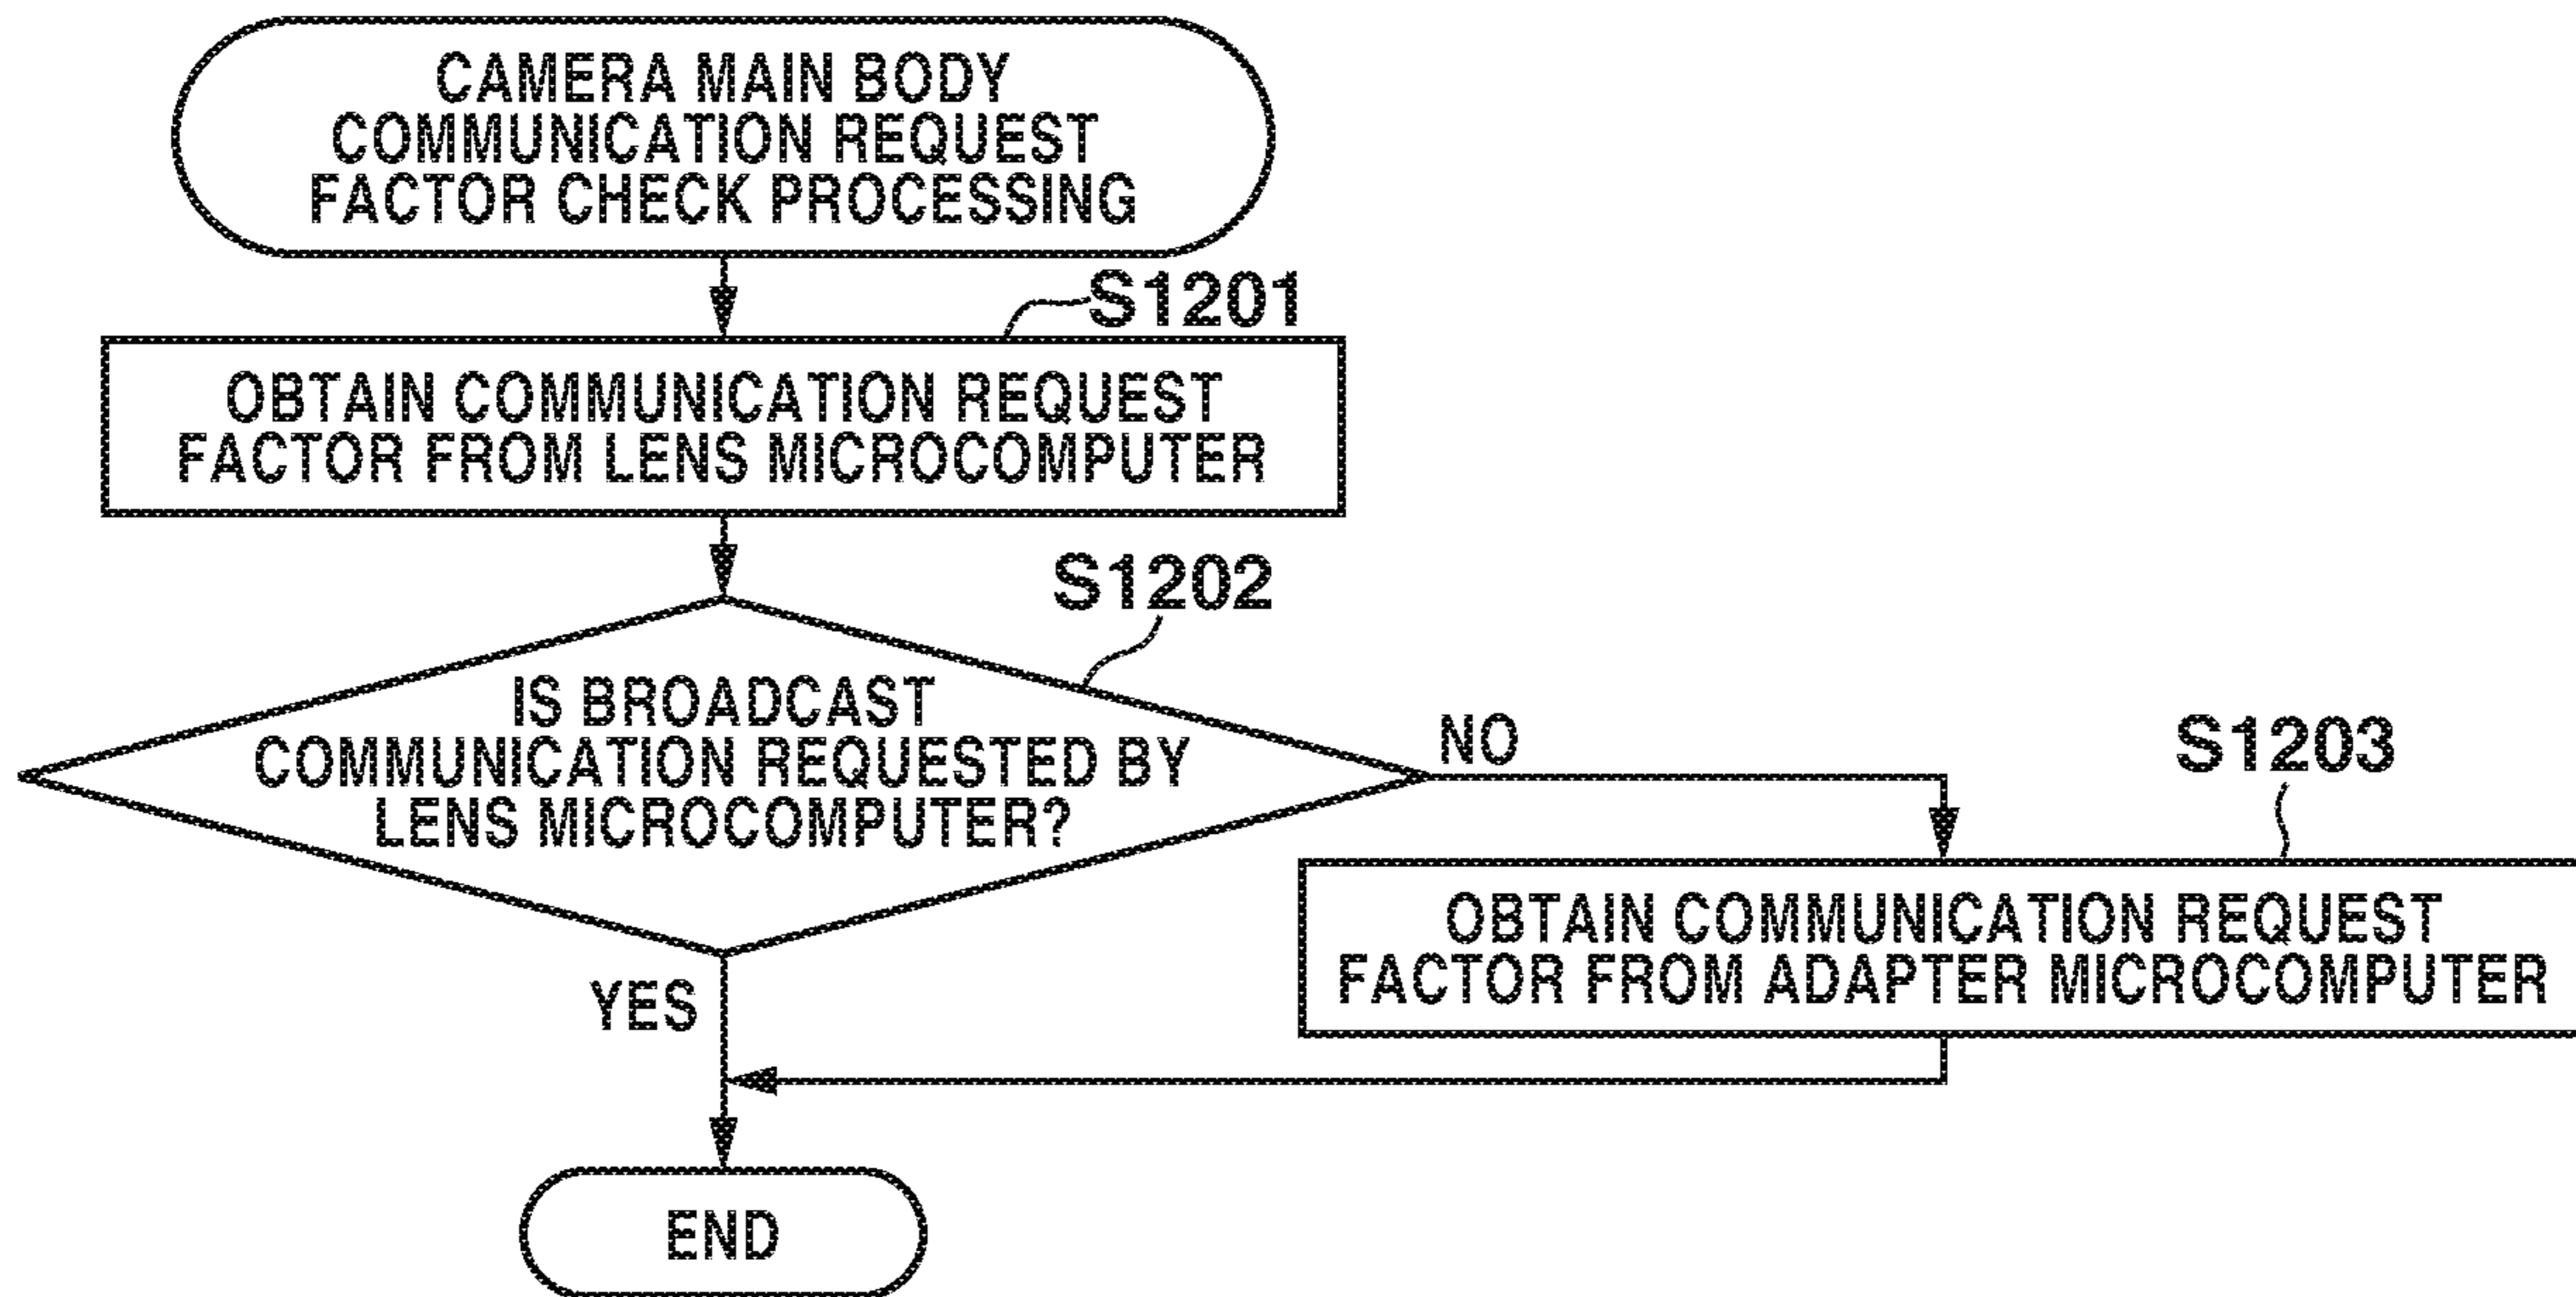 CAMERA MAIN BODY
COMMUNICATION REQUEST
FACTOR CHECK PROCESSING
S1201
OBTAIN COMMUNICATION REQUEST
FACTOR FROM LENS MICROCOMPUTER
S1202
IS BROADCAST
COMMUNICATION REQUESTED BY
LENS MICROCOMPUTER?
NO
S1203
OBTAIN COMMUNICATION REQUEST
FACTOR FROM ADAPTER MICROCOMPUTER
YES
END